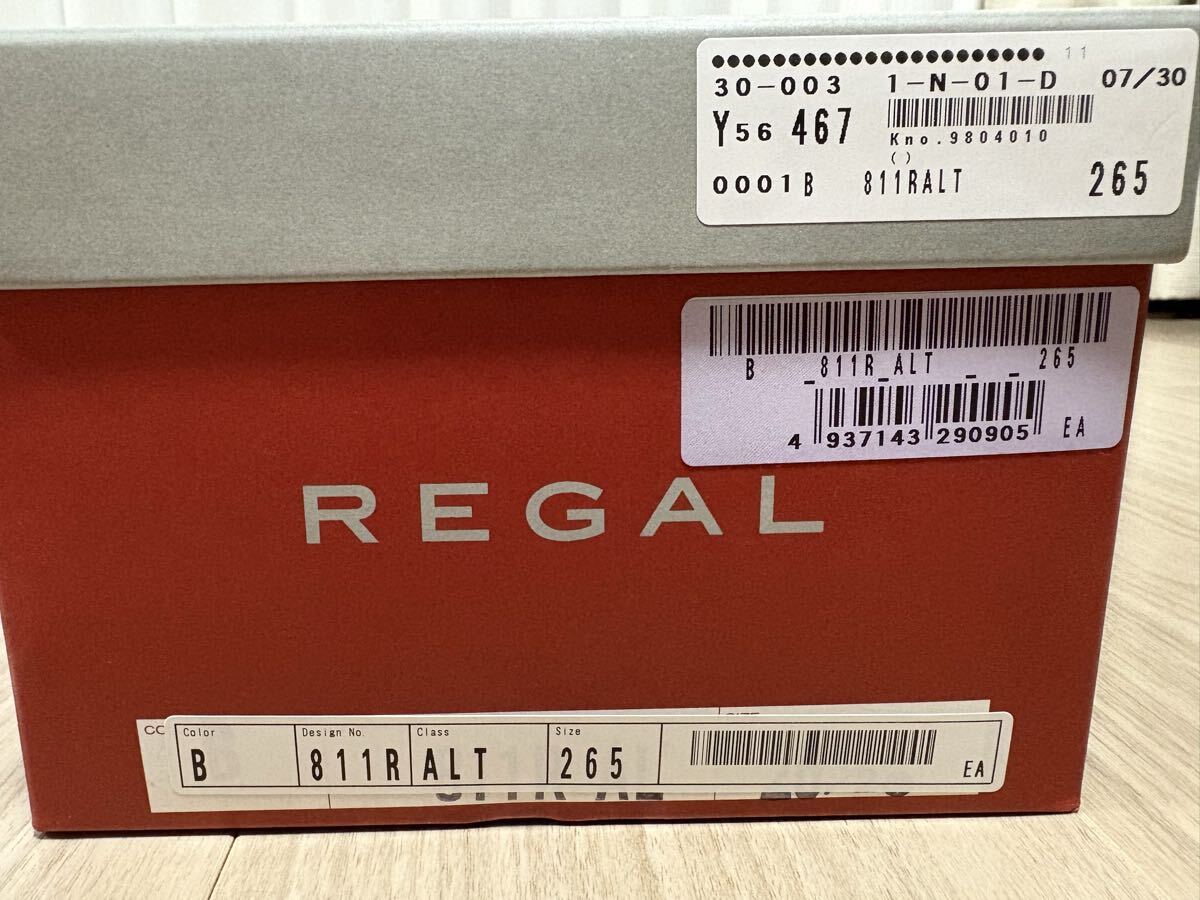 11
30-003 1-N-01-D 07/30
Y56 467
Kno.9804010
( )
0001B 811RALT 265
B _811R_ALT _ _ 265
4 937143 290905 EA
REGAL
CO
Color Design No. Class Size
B 811R ALT 265 EA